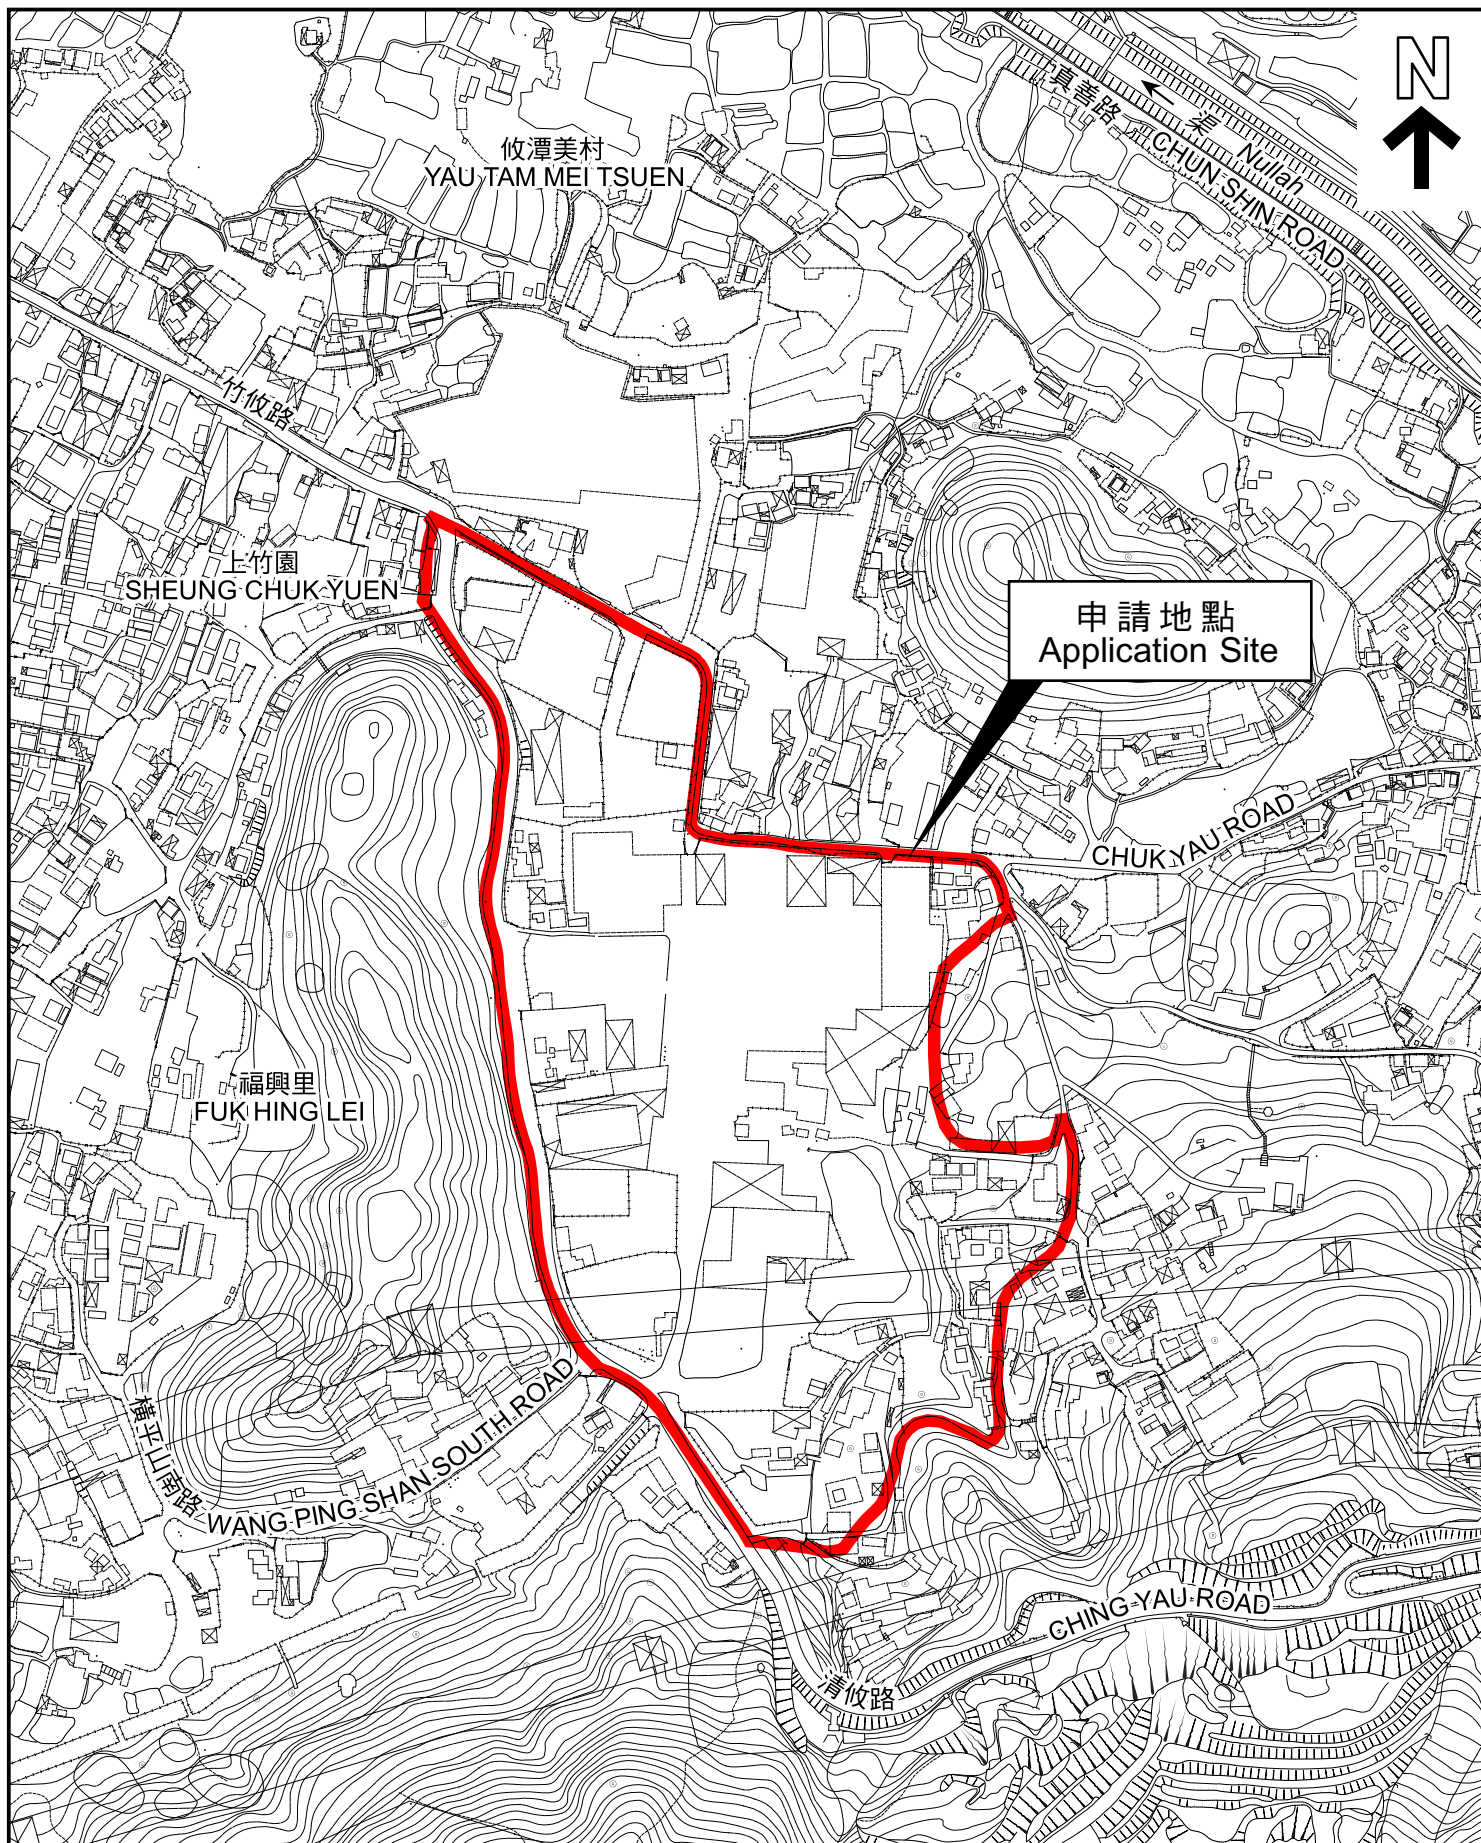 N
真善路
渠
Nullah
CHUN SHIN ROAD
攸潭美村
YAU TAM MEI TSUEN
竹攸路
上竹園
SHEUNG CHUK YUEN
申請地點
Application Site
CHUK YAU ROAD
福興里
FUK HING LEI
橫平山南路
WANG PING SHAN SOUTH ROAD
CHING YAU ROAD
清攸路